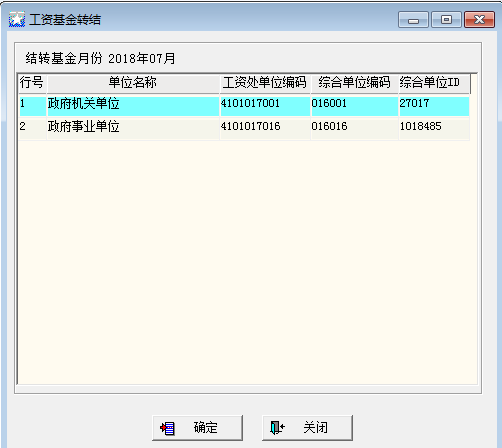 工资基金转结
结转基金月份 2018年07月
行号 单位名称 工资处单位编码 综合单位编码 综合单位ID
1 政府机关单位 4101017001 016001 27017
2 政府事业单位 4101017016 016016 1018485
确定 关闭